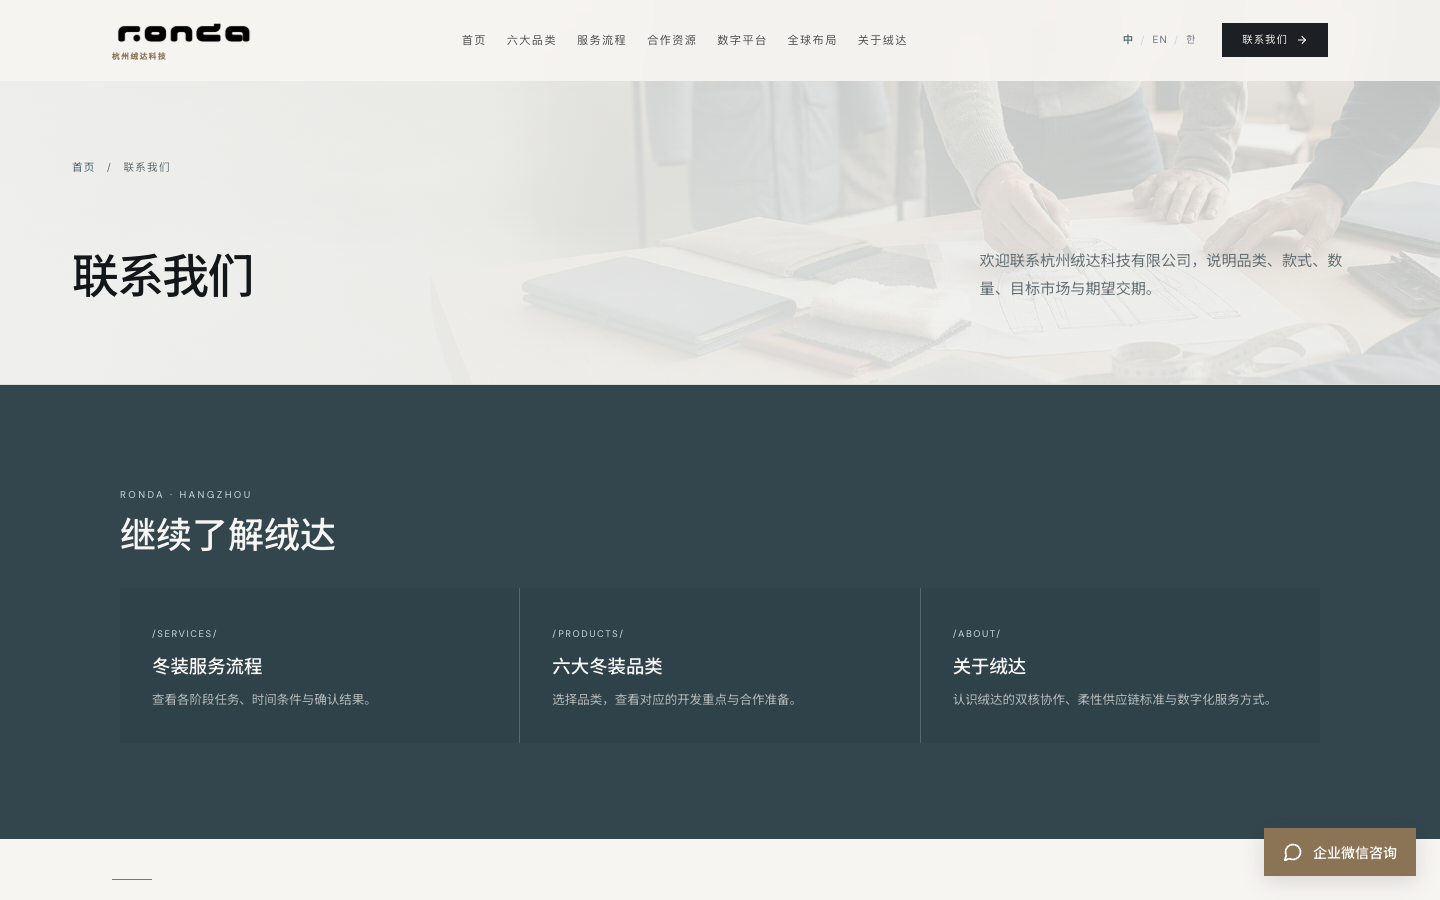 ronda
杭州绒达科技
首页 六大品类 服务流程 合作资源 数字平台 全球布局 关于绒达
中 / EN / 한
联系我们 →
首页 / 联系我们
联系我们
欢迎联系杭州绒达科技有限公司，说明品类、款式、数
量、目标市场与期望交期。
RONDA · HANGZHOU
继续了解绒达
/SERVICES/
冬装服务流程
查看各阶段任务、时间条件与确认结果。
/PRODUCTS/
六大冬装品类
选择品类，查看对应的开发重点与合作准备。
/ABOUT/
关于绒达
认识绒达的双核协作、柔性供应链标准与数字化服务方式。
企业微信咨询